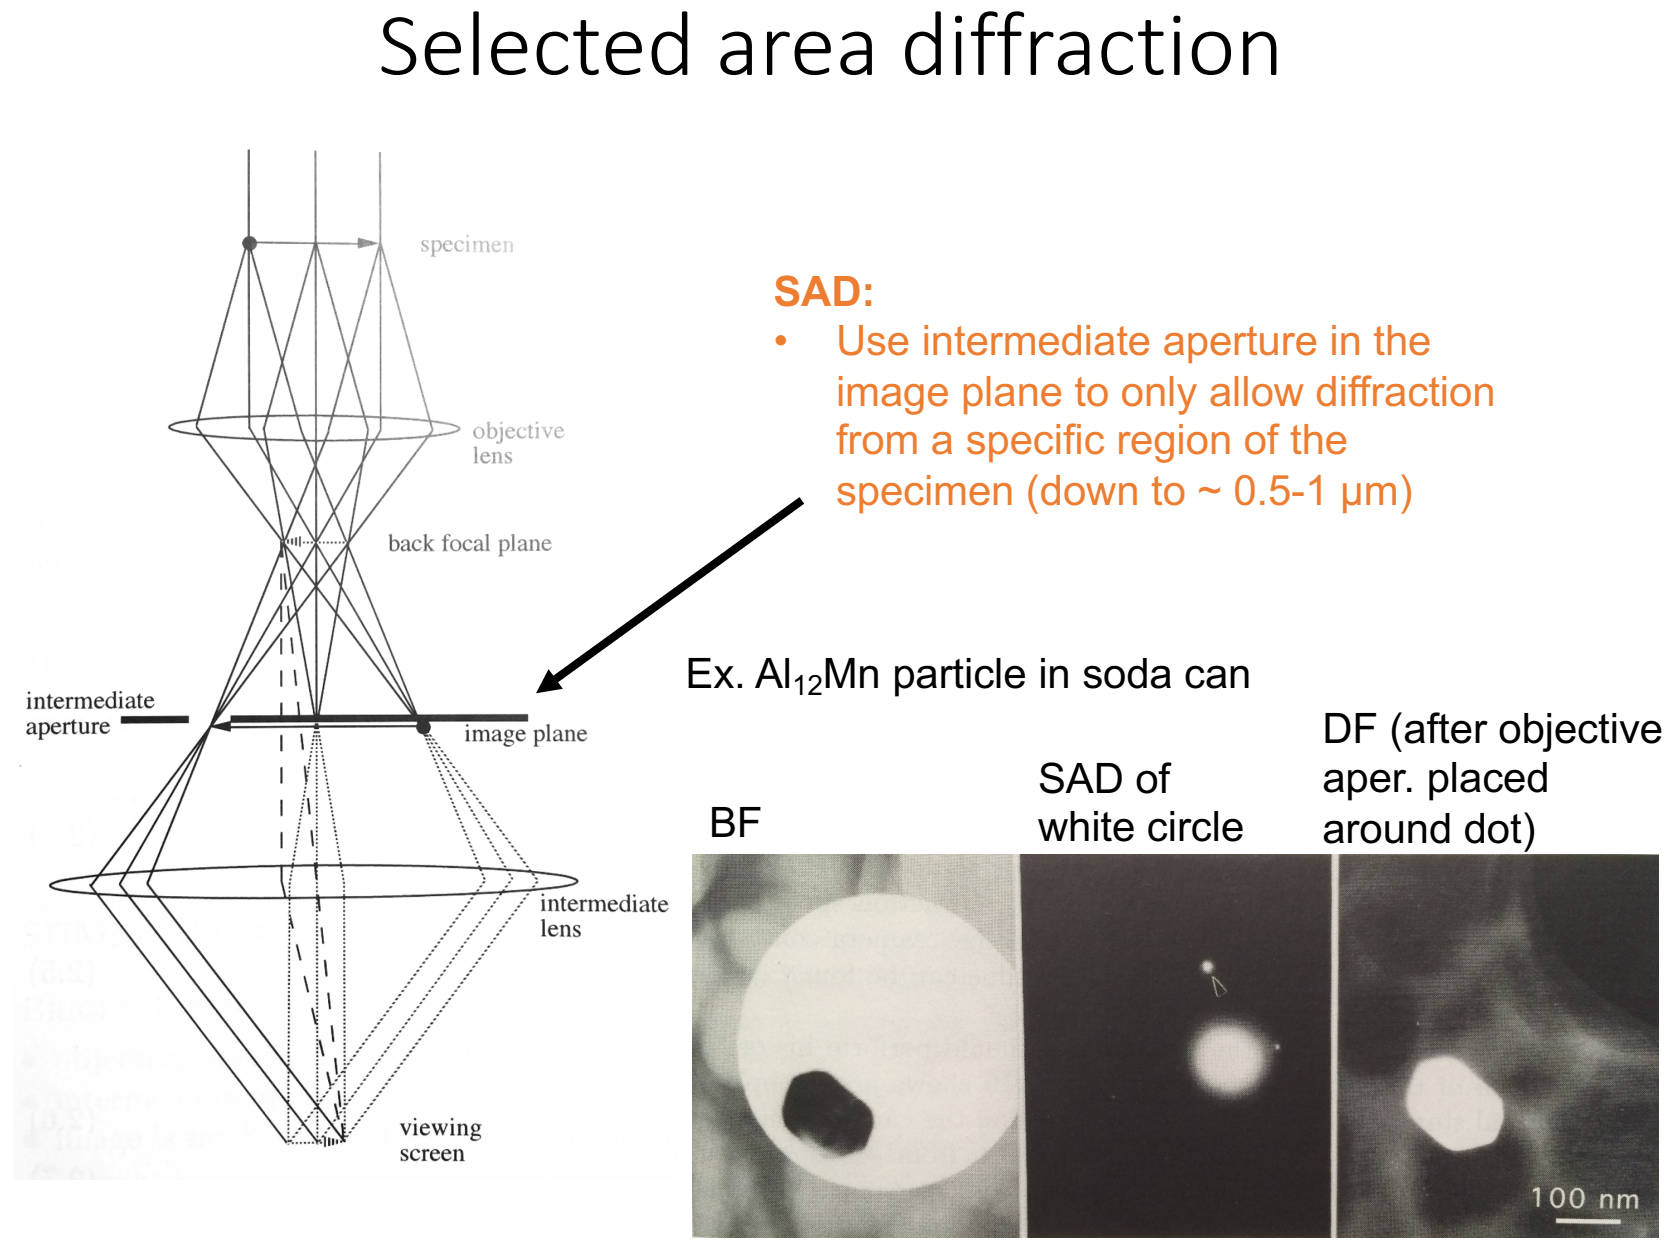 Selected area diffraction
specimen
objective
lens
back focal plane
intermediate
aperture
image plane
intermediate
lens
viewing
screen
SAD:
• Use intermediate aperture in the
image plane to only allow diffraction
from a specific region of the
specimen (down to ~ 0.5-1 µm)
Ex. Al₁₂Mn particle in soda can
BF
SAD of
white circle
DF (after objective
aper. placed
around dot)
100 nm